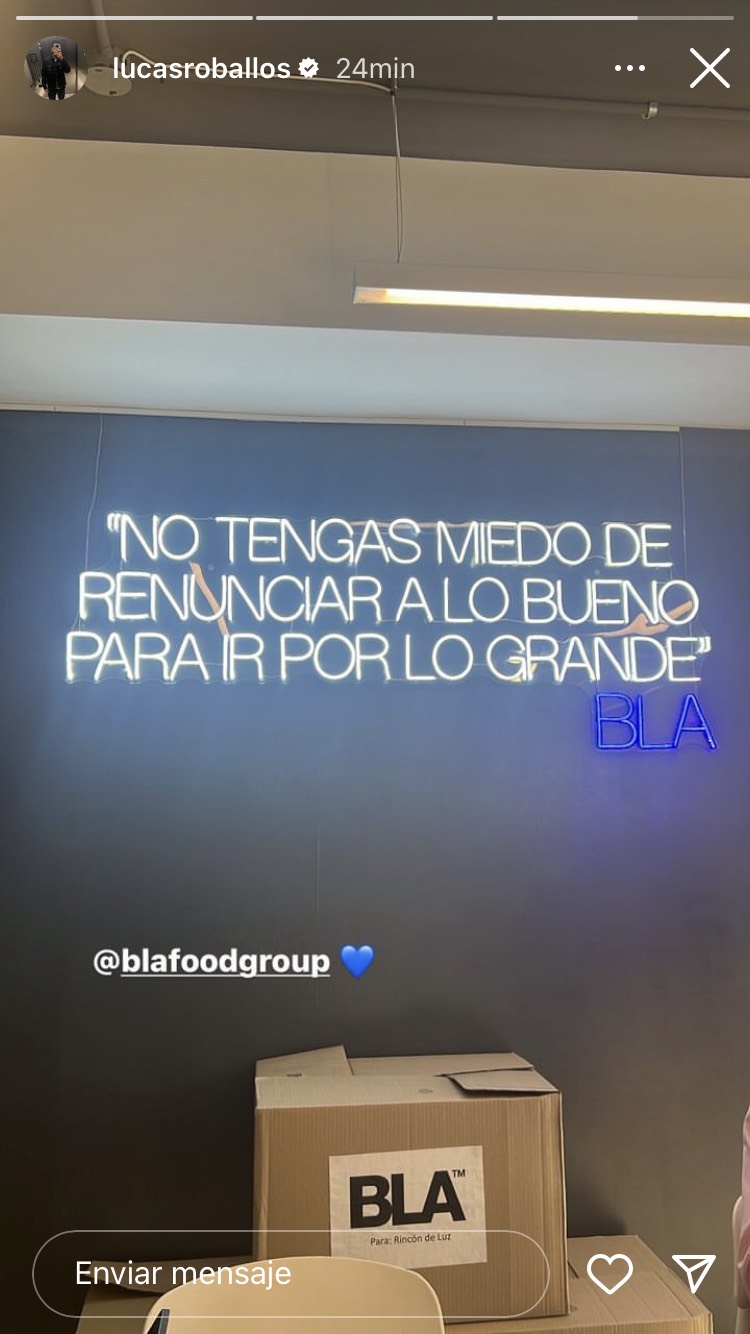 lucasroballos 24min
“NO TENGAS MIEDO DE
RENUNCIAR A LO BUENO
PARA IR POR LO GRANDE”
BLA
@blafoodgroup 💙
BLA™
Para: Rincón de Luz
Enviar mensaje